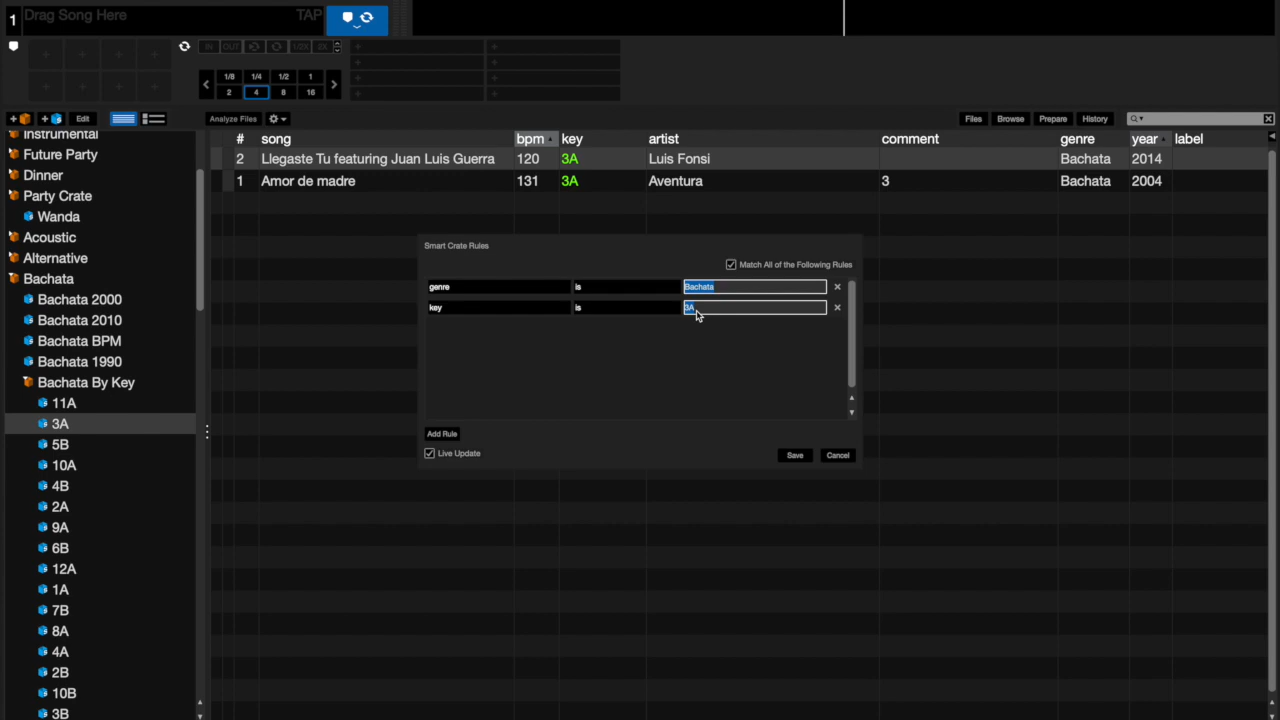 1 Drag Song Here TAP
IN OUT 1/2X 2X
1/8 1/4 1/2 1
2 4 8 16
Edit
Analyze Files
Files Browse Prepare History
Instrumental
Future Party
Dinner
Party Crate
Wanda
Acoustic
Alternative
Bachata
Bachata 2000
Bachata 2010
Bachata BPM
Bachata 1990
Bachata By Key
11A
3A
5B
10A
4B
2A
9A
6B
12A
1A
7B
8A
4A
2B
10B
3B
# song bpm key artist comment genre year label
2 Llegaste Tu featuring Juan Luis Guerra 120 3A Luis Fonsi Bachata 2014
1 Amor de madre 131 3A Aventura 3 Bachata 2004
Smart Crate Rules
Match All of the Following Rules
genre is Bachata
key is 3A
Add Rule
Live Update
Save Cancel